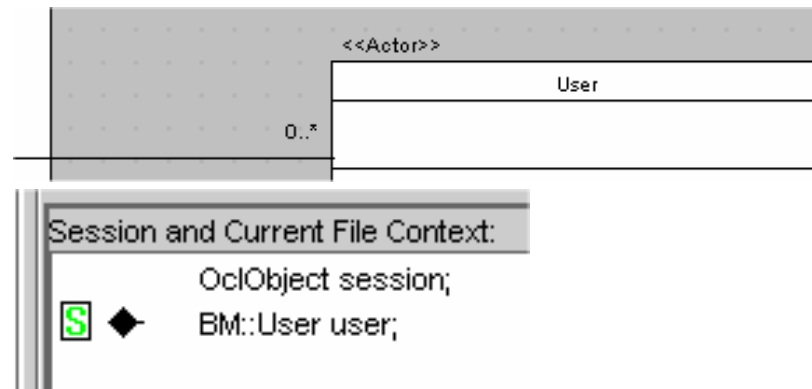 <<Actor>>
User
0..*
Session and Current File Context:
OclObject session;
S BM::User user;